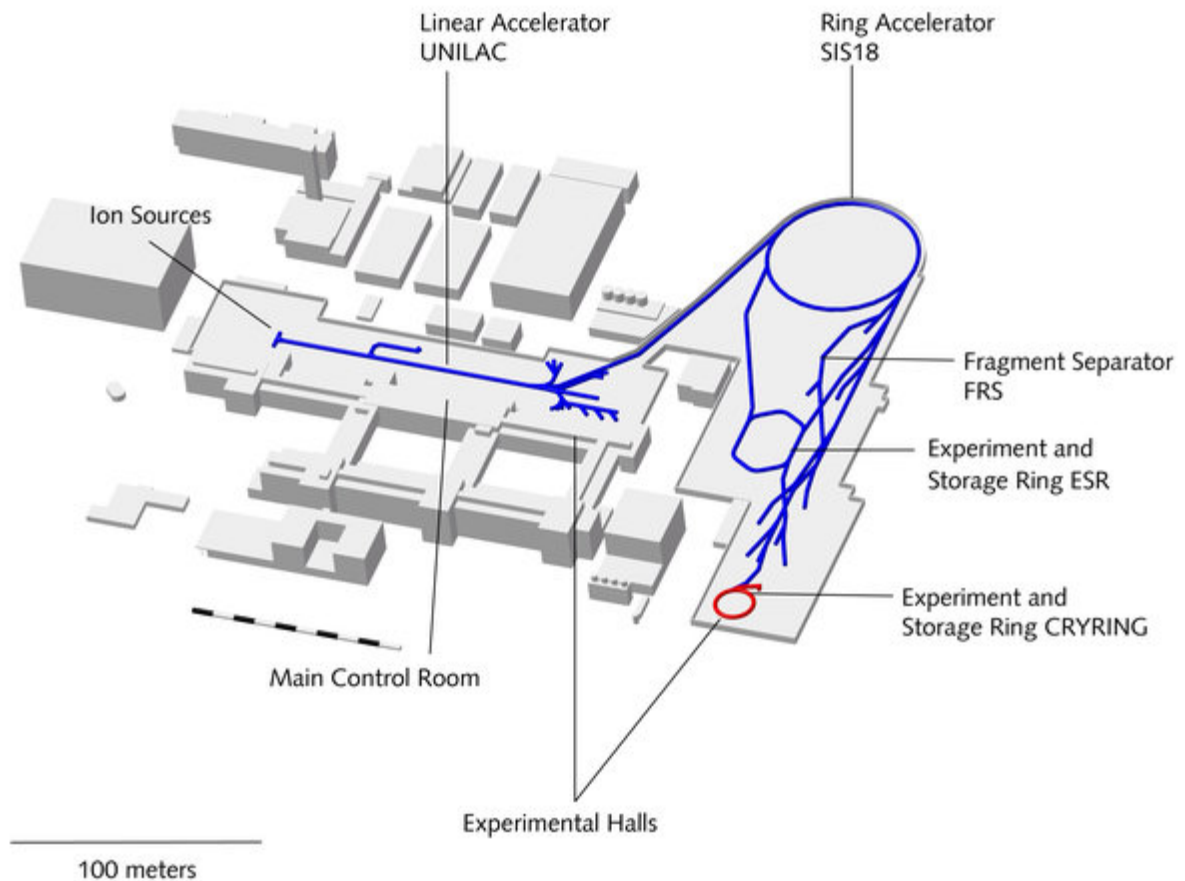 Linear Accelerator
UNILAC
Ring Accelerator
SIS18
Ion Sources
Fragment Separator
FRS
Experiment and
Storage Ring ESR
Experiment and
Storage Ring CRYRING
Main Control Room
Experimental Halls
100 meters